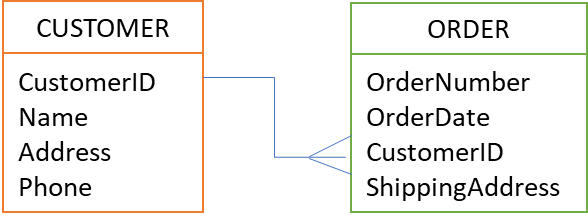 CUSTOMER
CustomerID
Name
Address
Phone
ORDER
OrderNumber
OrderDate
CustomerID
ShippingAddress